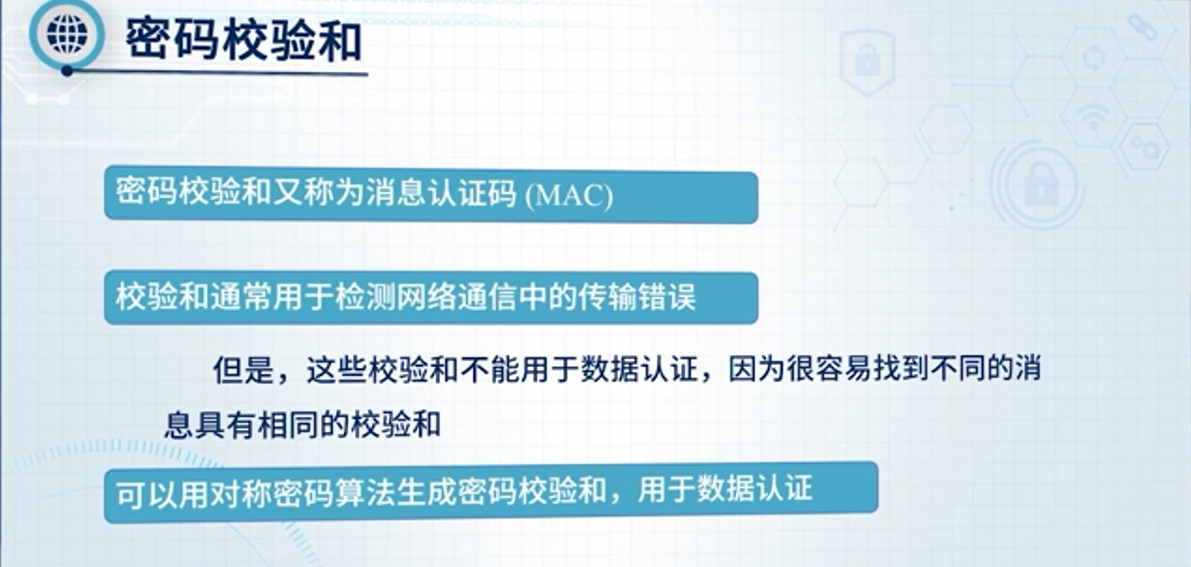 密码校验和
密码校验和又称为消息认证码 (MAC)
校验和通常用于检测网络通信中的传输错误
但是，这些校验和不能用于数据认证，因为很容易找到不同的消
息具有相同的校验和
可以用对称密码算法生成密码校验和，用于数据认证